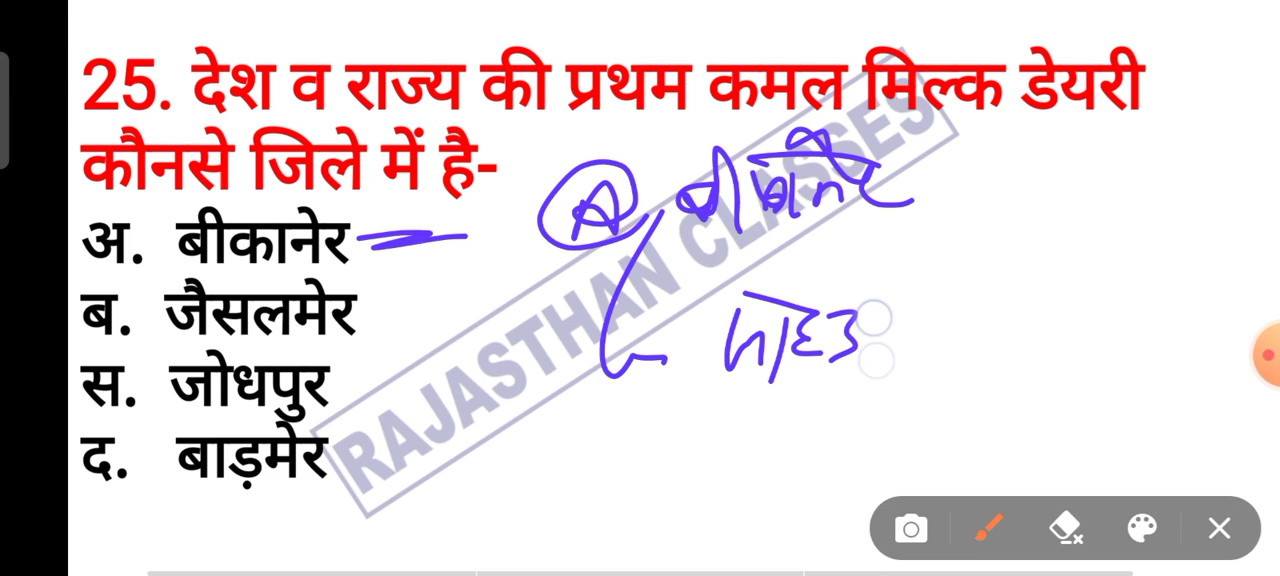 25. देश व राज्य की प्रथम कमल मिल्क डेयरी
कौनसे जिले में है-
अ. बीकानेर
ब. जैसलमेर
स. जोधपुर
द. बाड़मेर
A
RAJASTHAN CLASSES